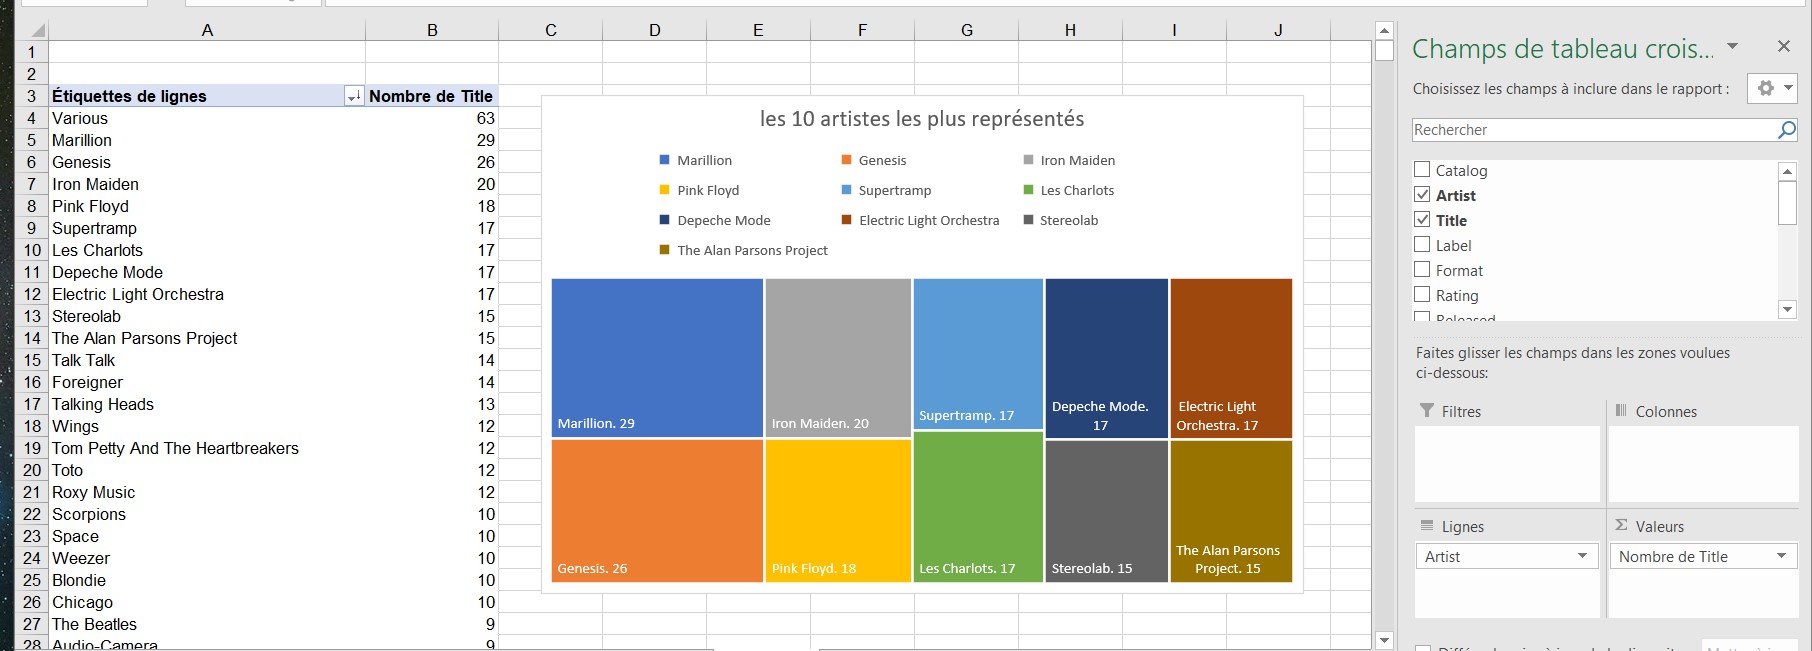 A B C D E F G H I J
1
2
3 Étiquettes de lignes Nombre de Title
4 Various 63
5 Marillion 29
6 Genesis 26
7 Iron Maiden 20
8 Pink Floyd 18
9 Supertramp 17
10 Les Charlots 17
11 Depeche Mode 17
12 Electric Light Orchestra 17
13 Stereolab 15
14 The Alan Parsons Project 15
15 Talk Talk 14
16 Foreigner 14
17 Talking Heads 13
18 Wings 12
19 Tom Petty And The Heartbreakers 12
20 Toto 12
21 Roxy Music 12
22 Scorpions 10
23 Space 10
24 Weezer 10
25 Blondie 10
26 Chicago 10
27 The Beatles 9
28 Audio-Camera 9
les 10 artistes les plus représentés
Marillion Genesis Iron Maiden
Pink Floyd Supertramp Les Charlots
Depeche Mode Electric Light Orchestra Stereolab
The Alan Parsons Project
Marillion. 29
Iron Maiden. 20
Supertramp. 17
Depeche Mode.
17
Electric Light
Orchestra. 17
Genesis. 26
Pink Floyd. 18
Les Charlots. 17
Stereolab. 15
The Alan Parsons
Project. 15
Champs de tableau crois...
Choisissez les champs à inclure dans le rapport :
Rechercher
Catalog
Artist
Title
Label
Format
Rating
Released
Faites glisser les champs dans les zones voulues
ci-dessous:
Filtres
Colonnes
Lignes
Σ Valeurs
Artist
Nombre de Title